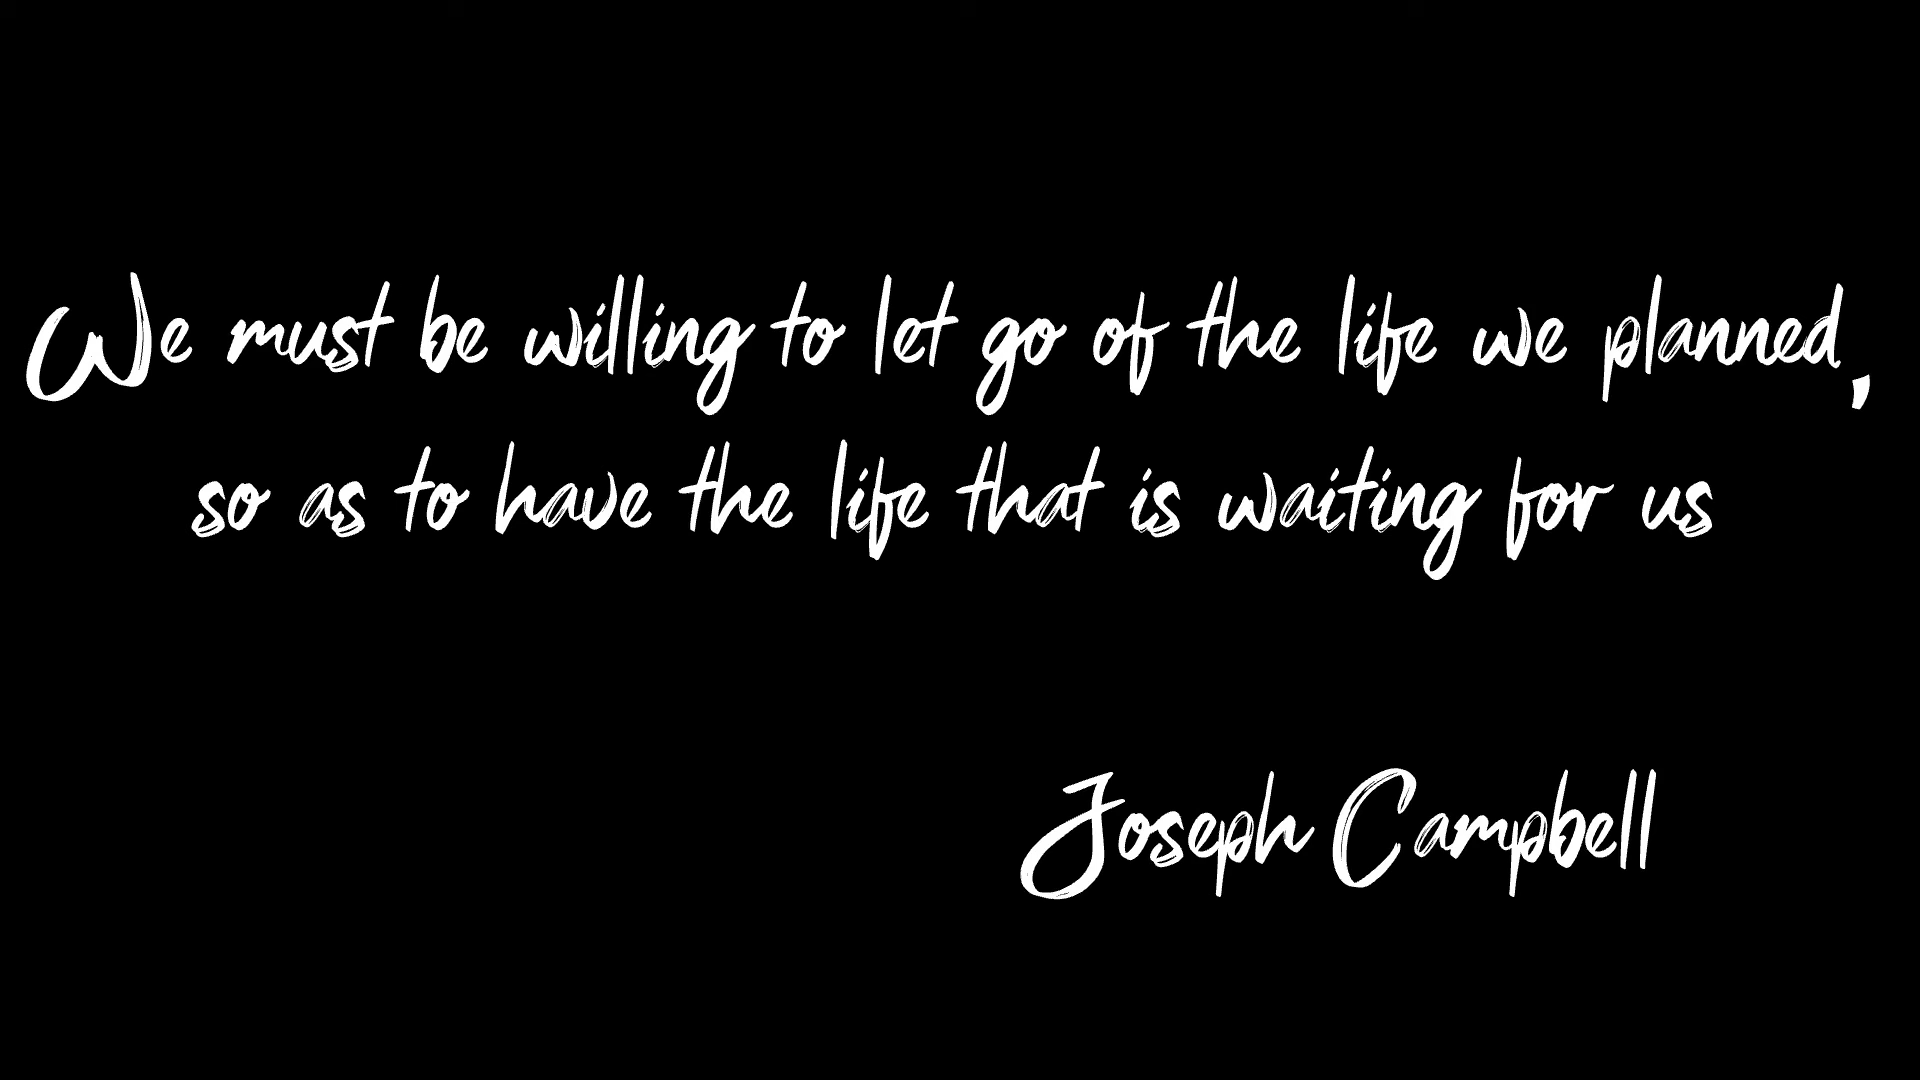 We must be willing to let go of the life we planned,
so as to have the life that is waiting for us
Joseph Campbell